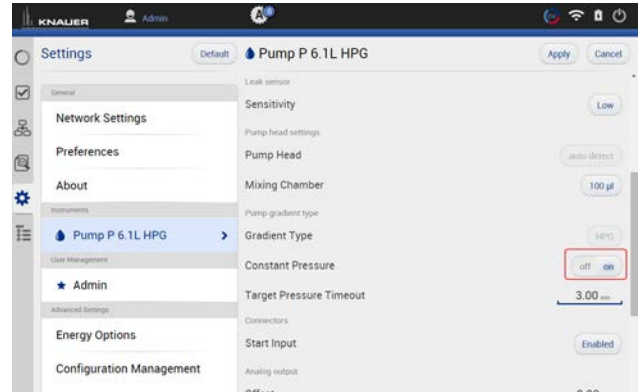 KNAUER
Admin
A
Settings
Default
Pump P 6.1L HPG
Apply
Cancel
General
Network Settings
Preferences
About
Instruments
Pump P 6.1L HPG
User Management
Admin
Advanced Settings
Energy Options
Configuration Management
Leak sensor
Sensitivity
Low
Pump head settings
Pump Head
Auto detect
Mixing Chamber
100 µl
Pump gradient type
Gradient Type
HPG
Constant Pressure
off on
Target Pressure Timeout
3.00 min
Connectors
Start Input
Enabled
Analog output